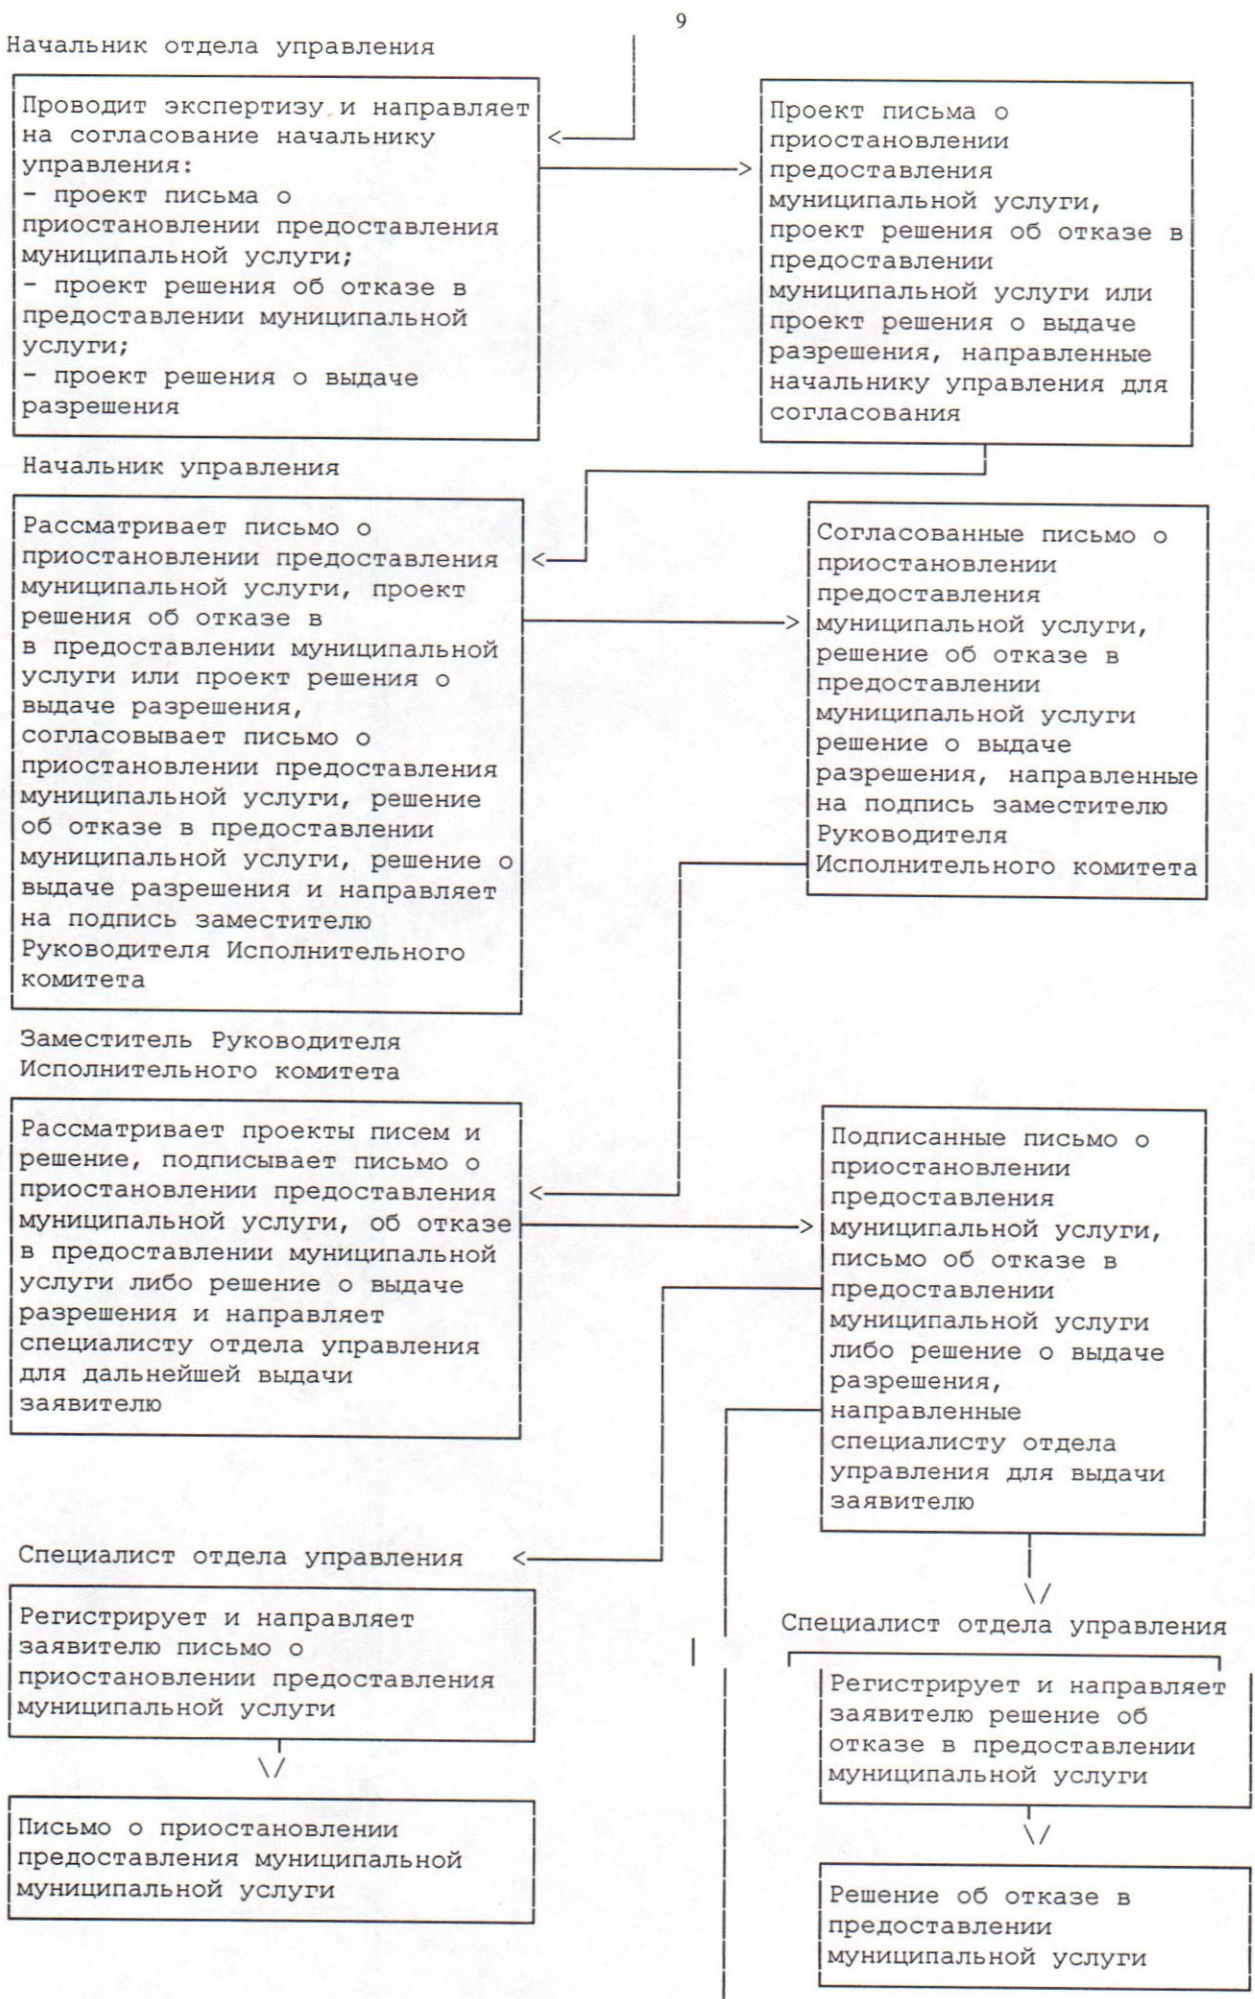 9
Начальник отдела управления
Проводит экспертизу и направляет
на согласование начальнику
управления:
- проект письма о
приостановлении предоставления
муниципальной услуги;
- проект решения об отказе в
предоставлении муниципальной
услуги;
- проект решения о выдаче
разрешения
Проект письма о
приостановлении
предоставления
муниципальной услуги,
проект решения об отказе в
предоставлении
муниципальной услуги или
проект решения о выдаче
разрешения, направленные
начальнику управления для
согласования
Начальник управления
Рассматривает письмо о
приостановлении предоставления
муниципальной услуги, проект
решения об отказе в
в предоставлении муниципальной
услуги или проект решения о
выдаче разрешения,
согласовывает письмо о
приостановлении предоставления
муниципальной услуги, решение
об отказе в предоставлении
муниципальной услуги, решение о
выдаче разрешения и направляет
на подпись заместителю
Руководителя Исполнительного
комитета
Согласованные письмо о
приостановлении
предоставления
муниципальной услуги,
решение об отказе в
предоставлении
муниципальной услуги
решение о выдаче
разрешения, направленные
на подпись заместителю
Руководителя
Исполнительного комитета
Заместитель Руководителя
Исполнительного комитета
Рассматривает проекты писем и
решение, подписывает письмо о
приостановлении предоставления
муниципальной услуги, об отказе
в предоставлении муниципальной
услуги либо решение о выдаче
разрешения и направляет
специалисту отдела управления
для дальнейшей выдачи
заявителю
Подписанные письмо о
приостановлении
предоставления
муниципальной услуги,
письмо об отказе в
предоставлении
муниципальной услуги
либо решение о выдаче
разрешения,
направленные
специалисту отдела
управления для выдачи
заявителю
Специалист отдела управления
Регистрирует и направляет
заявителю письмо о
приостановлении предоставления
муниципальной услуги
Письмо о приостановлении
предоставления муниципальной
муниципальной услуги
Специалист отдела управления
Регистрирует и направляет
заявителю решение об
отказе в предоставлении
муниципальной услуги
Решение об отказе в
предоставлении
муниципальной услуги